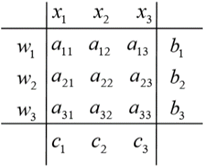 x₁ x₂ x₃
w₁ a₁₁ a₁₂ a₁₃ b₁
w₂ a₂₁ a₂₂ a₂₃ b₂
w₃ a₃₁ a₃₂ a₃₃ b₃
c₁ c₂ c₃